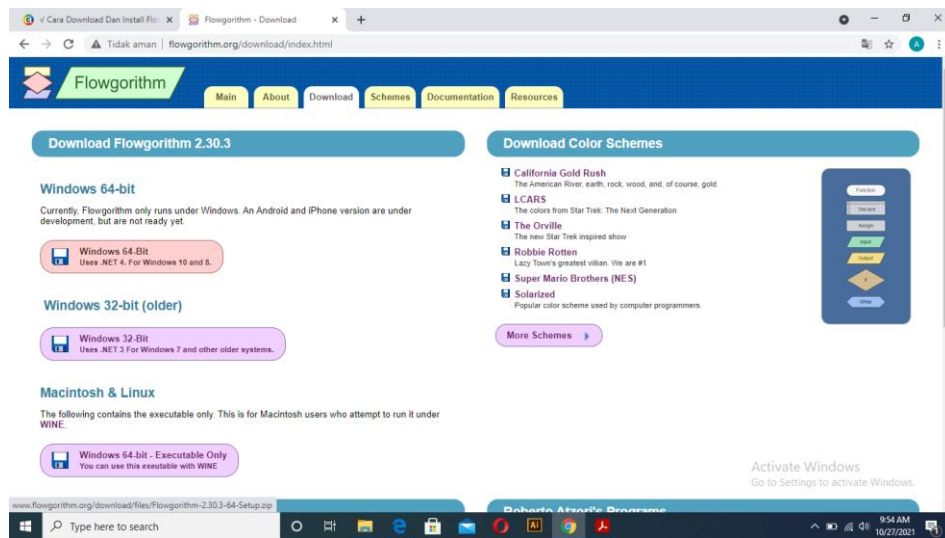 √ Cara Download Dan Install Flo
Flowgorithm - Download
Tidak aman | flowgorithm.org/download/index.html
A
Flowgorithm
Main
About
Download
Schemes
Documentation
Resources
Download Flowgorithm 2.30.3
Windows 64-bit
Currently, Flowgorithm only runs under Windows. An Android and iPhone version are under
development, but are not ready yet.
Windows 64-Bit
Uses .NET 4. For Windows 10 and 8.
Windows 32-bit (older)
Windows 32-Bit
Uses .NET 3 For Windows 7 and other older systems.
Macintosh & Linux
The following contains the executable only. This is for Macintosh users who attempt to run it under
WINE.
Windows 64-bit - Executable Only
You can use this exeutable with WINE
Download Color Schemes
California Gold Rush
The American River, earth, rock, wood, and, of course, gold.
LCARS
The colors from Star Trek: The Next Generation
The Orville
The new Star Trek inspired show
Robbie Rotten
Lazy Town's greatest villian. We are #1
Super Mario Brothers (NES)
Solarized
Popular color scheme used by computer programmers
More Schemes
Function
Declare
Assign
Input
Output
If
While
Activate Windows
Go to Settings to activate Windows.
Roberto Atzori's Programs
www.flowgorithm.org/download/files/Flowgorithm-2.30.3-64-Setup.zip
Type here to search
Ai
9:54 AM
10/27/2021